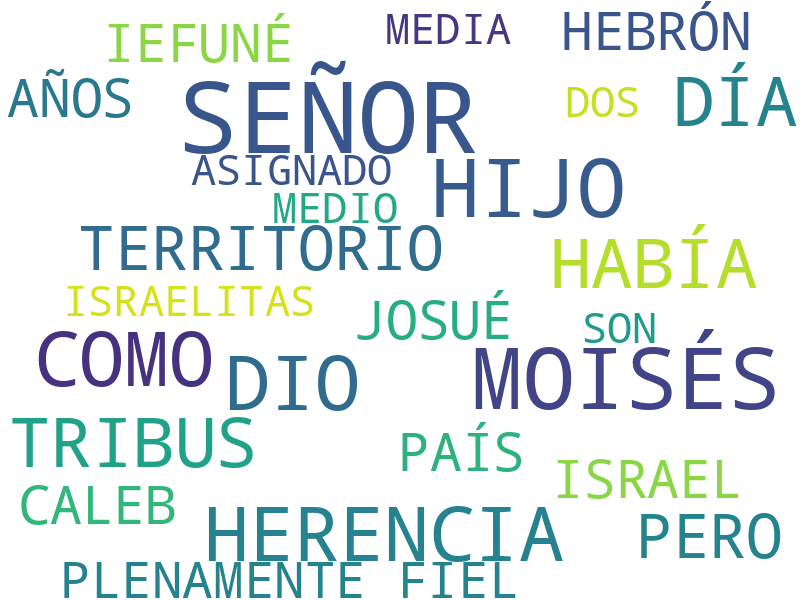 IEFUNÉ
MEDIA
HEBRÓN
AÑOS
SEÑOR
DOS
DÍA
ASIGNADO
HIJO
MEDIO
TERRITORIO
HABÍA
ISRAELITAS
JOSUÉ
SON
COMO
DIO
MOISÉS
TRIBUS
PAÍS
ISRAEL
CALEB
HERENCIA
PERO
PLENAMENTE FIEL